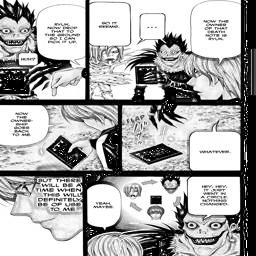 RYUK,
NOW DROP
THAT TO
THE GROUND
SO I CAN
PICK IT UP.
HUH?
SO IT
SEEMS.
...
NOW THE
OWNER
OF THAT
DEATH
NOTE IS
RYUK.
NOW
THE
OWNER-
SHIP
GOES
BACK
TO ME.
FLAP
WHATEVER.
BUT THERE
WILL BE A
TIME WHEN
THIS WILL
DEFINITELY
BE OF USE
TO ME.
YEAH,
MAYBE.
HEY, HEY,
IT JUST
WENT IN
A CIRCLE.
NOTHING
CHANGED.